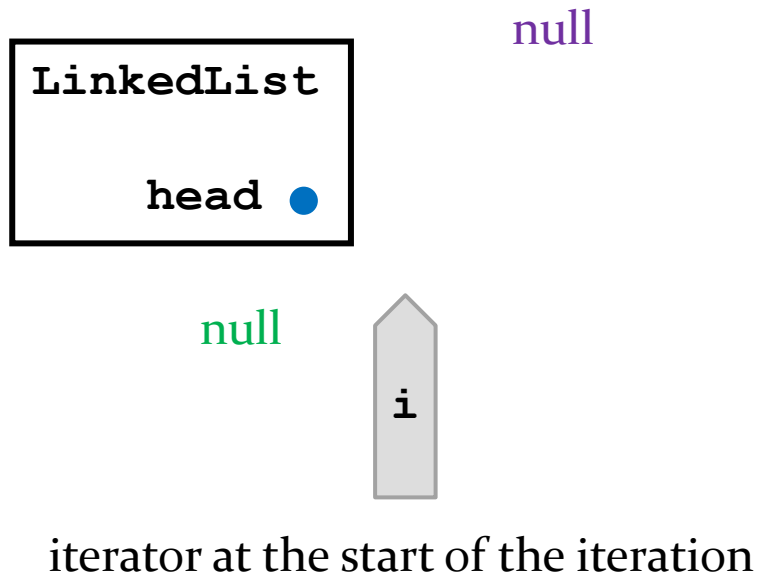 null
LinkedList
head
null
i
iterator at the start of the iteration